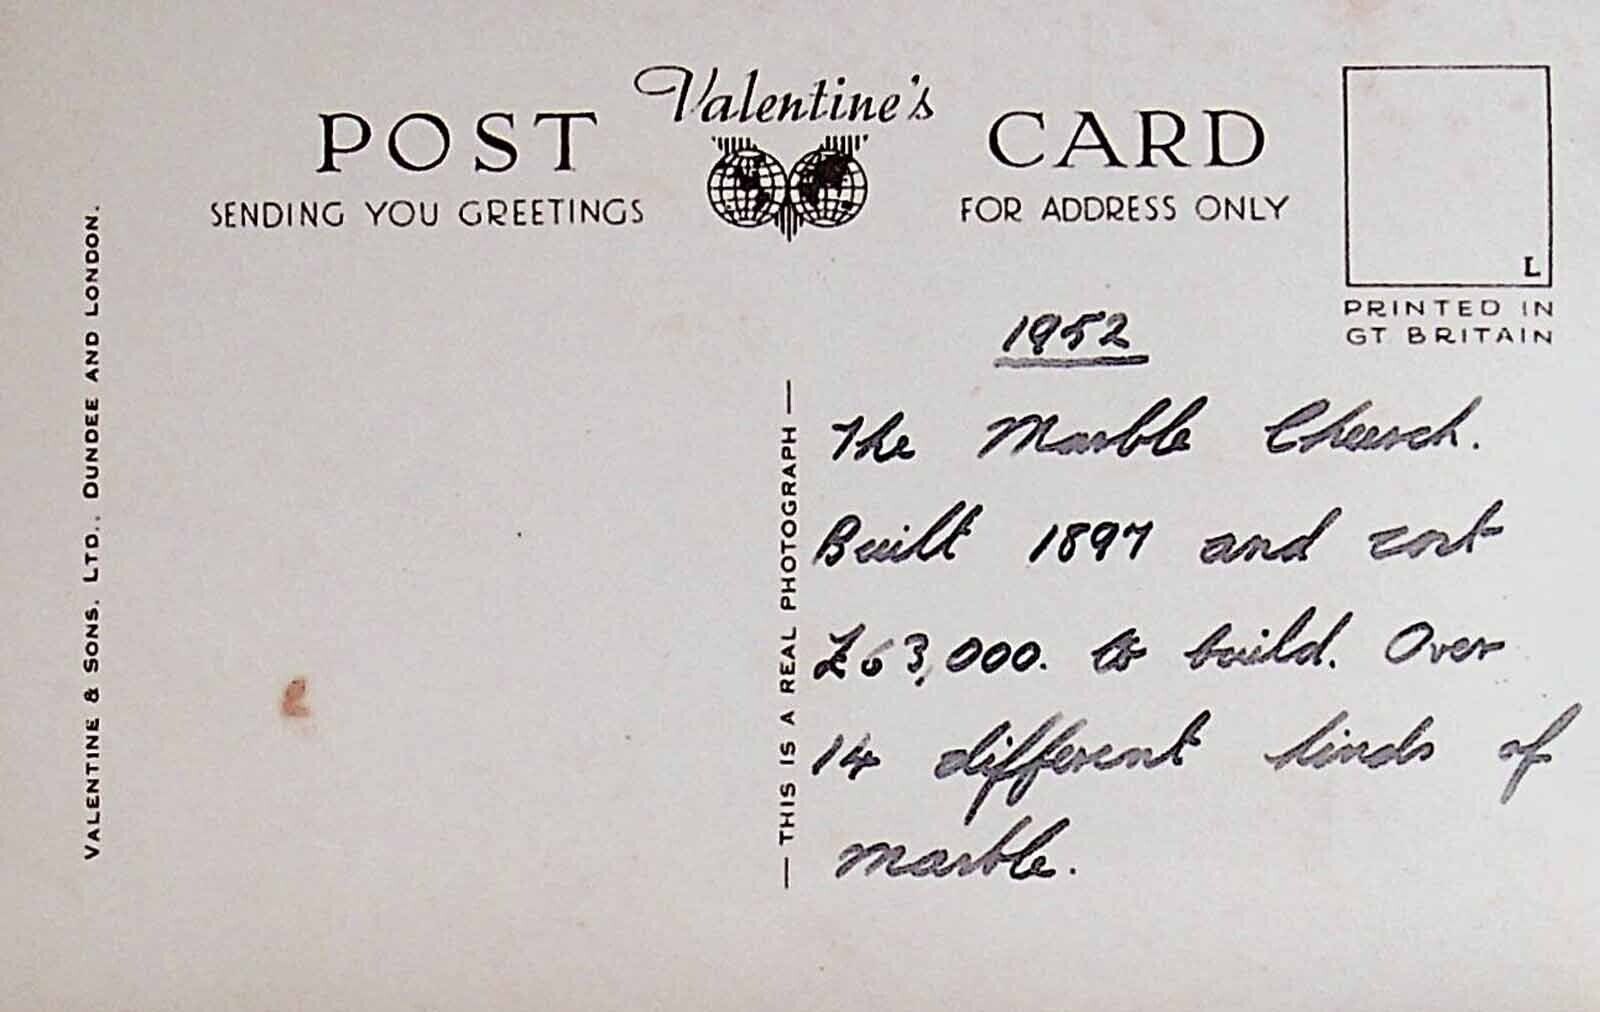 Valentine's
POST CARD
SENDING YOU GREETINGS
FOR ADDRESS ONLY
L
PRINTED IN
GT BRITAIN
VALENTINE & SONS, LTD., DUNDEE AND LONDON.
— THIS IS A REAL PHOTOGRAPH —
1952
The Marble Church.
Built 1897 and cost
£63,000. to build. Over
14 different kinds of
marble.